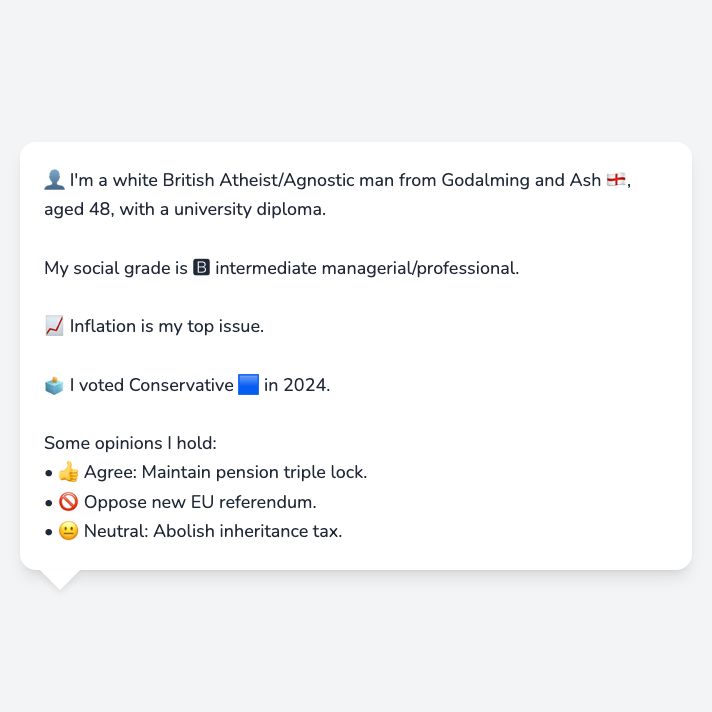 👤 I'm a white British Atheist/Agnostic man from Godalming and Ash 🏴󠁧󠁢󠁥󠁮󠁧󠁿,
aged 48, with a university diploma.
My social grade is 🅱 intermediate managerial/professional.
📈 Inflation is my top issue.
🗳️ I voted Conservative 🟦 in 2024.
Some opinions I hold:
• 👍 Agree: Maintain pension triple lock.
• 🚫 Oppose new EU referendum.
• 😐 Neutral: Abolish inheritance tax.